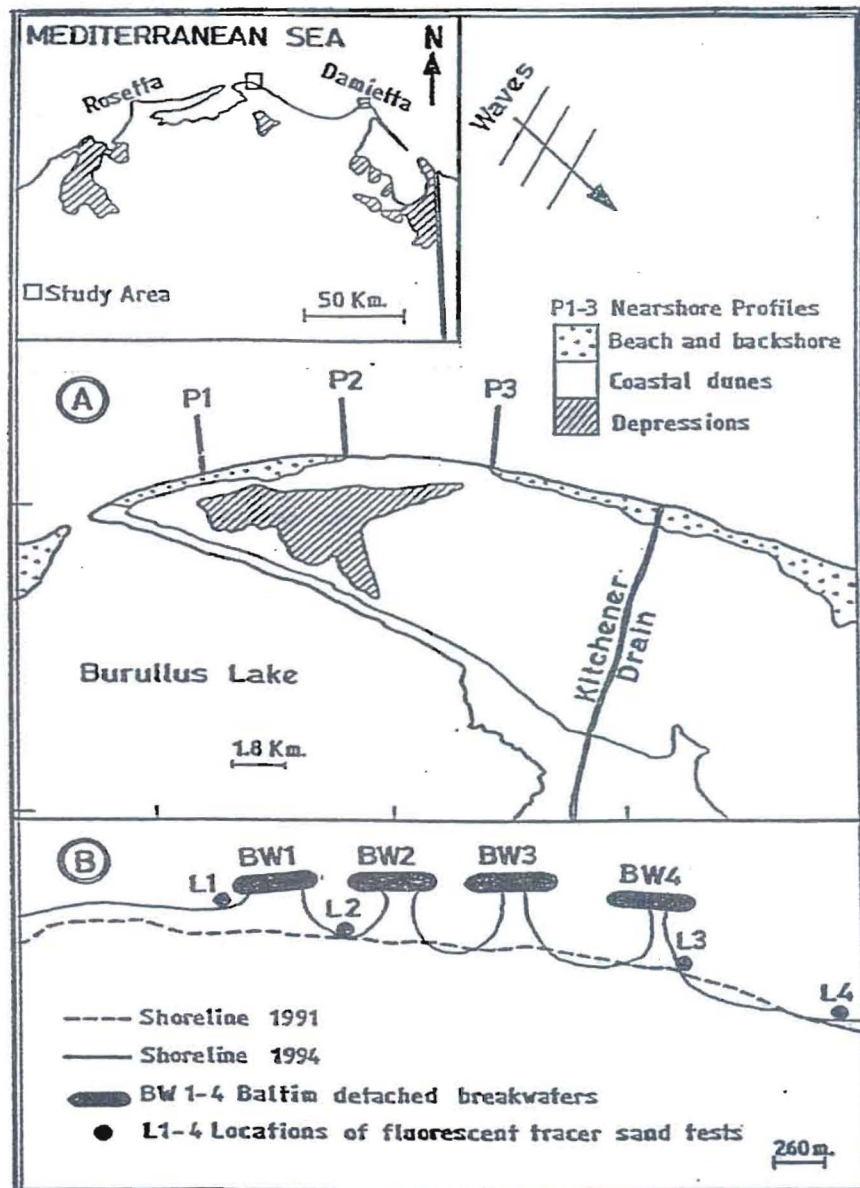 MEDITERRANEAN SEA
N
Rosetta
Damietta
Waves
Study Area
50 Km.
P1-3 Nearshore Profiles
Beach and backshore
Coastal dunes
Depressions
A
P1
P2
P3
Burullus Lake
Kitchener
Drain
1.8 Km.
B
BW1
BW2
BW3
BW4
L1
L2
L3
L4
Shoreline 1991
Shoreline 1994
BW 1-4 Baltim detached breakwaters
L1-4 Locations of fluorescent tracer sand tests
260 m.